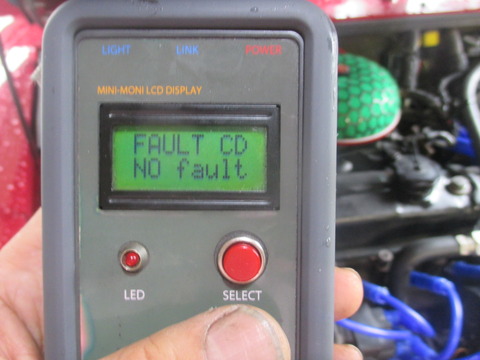 LIGHT LINK POWER
MINI-MONI LCD DISPLAY
FAULT CD
NO fault
LED SELECT